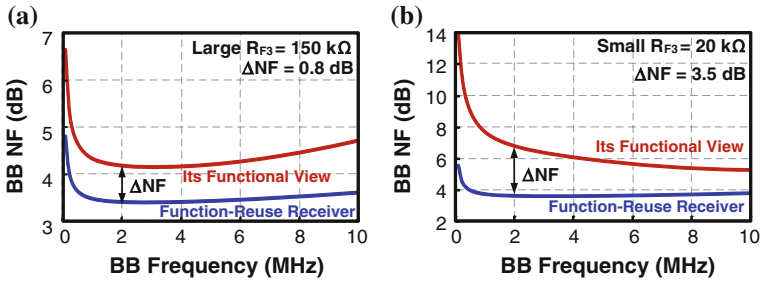 (a)
7
6
5
4
3
BB NF (dB)
Large RF3 = 150 kΩ
ΔNF = 0.8 dB
ΔNF
Its Functional View
Function-Reuse Receiver
0 2 4 6 8 10
BB Frequency (MHz)
(b)
14
12
10
8
6
4
2
BB NF (dB)
Small RF3 = 20 kΩ
ΔNF = 3.5 dB
Its Functional View
ΔNF
Function-Reuse Receiver
0 2 4 6 8 10
BB Frequency (MHz)